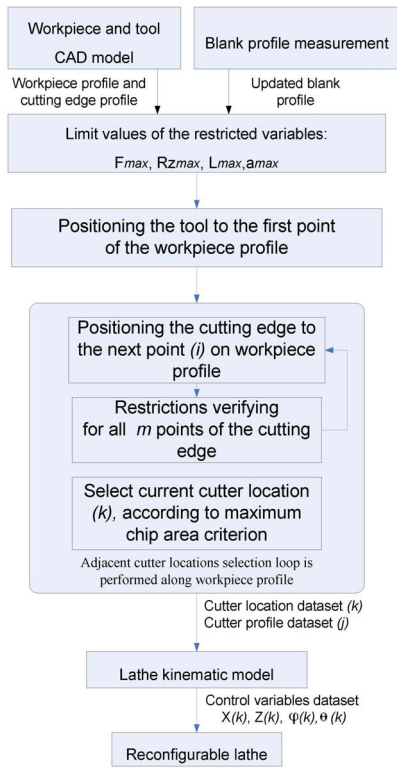 Workpiece and tool
CAD model
Blank profile measurement
Workpiece profile and
cutting edge profile
Updated blank
profile
Limit values of the restricted variables:
Fmax, Rzmax, Lmax,amax
Positioning the tool to the first point
of the workpiece profile
Positioning the cutting edge to
the next point (i) on workpiece
profile
Restrictions verifying
for all m points of the cutting
edge
Select current cutter location
(k), according to maximum
chip area criterion
Adjacent cutter locations selection loop is
performed along workpiece profile
Cutter location dataset (k)
Cutter profile dataset (j)
Lathe kinematic model
Control variables dataset
X(k), Z(k), φ(k),θ (k)
Reconfigurable lathe